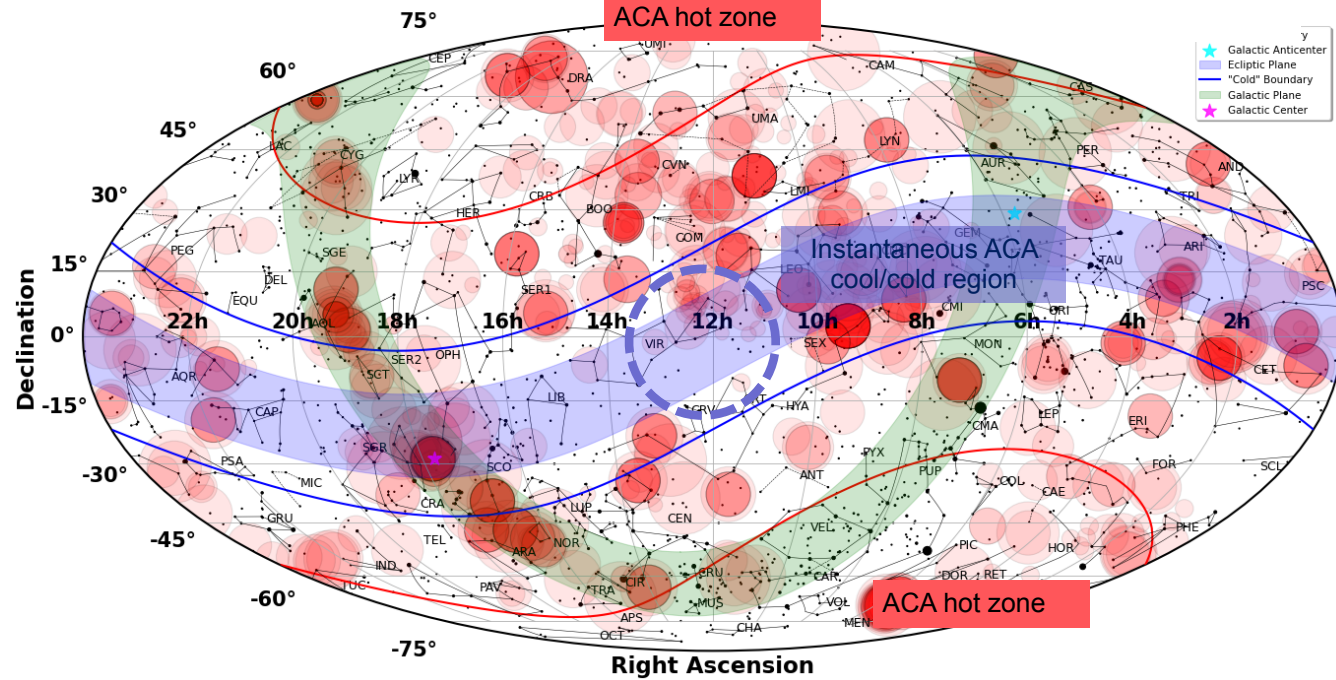 ACA hot zone
75°
60°
45°
30°
15°
0°
-15°
-30°
-45°
-60°
-75°
Declination
Right Ascension
y
Galactic Anticenter
Ecliptic Plane
"Cold" Boundary
Galactic Plane
Galactic Center
Instantaneous ACA
cool/cold region
ACA hot zone
22h
20h
18h
16h
14h
12h
10h
8h
6h
4h
2h
CEP
UMI
DRA
CAM
CAS
UMA
LAC
CYG
LYR
HER
CRB
BOO
CVN
COM
LMI
LYN
AUR
PER
AND
TRI
PEG
SGE
DEL
EQU
AQL
SER1
LEO
GEM
TAU
ARI
PSC
CMI
ORI
VIR
SEX
MON
OPH
SER2
SGT
AQR
CAP
LIB
CRV
HYA
CMA
LEP
ERI
CET
SGR
SCO
PSA
MIC
CRA
LUP
CEN
ANT
PYX
PUP
COL
CAE
FOR
SCL
GRU
TEL
ARA
NOR
VEL
PIC
HOR
PHE
IND
TUC
PAV
TRA
CIR
GRU
MUS
CAR
VOL
DOR
RET
MEN
APS
OCT
CHA